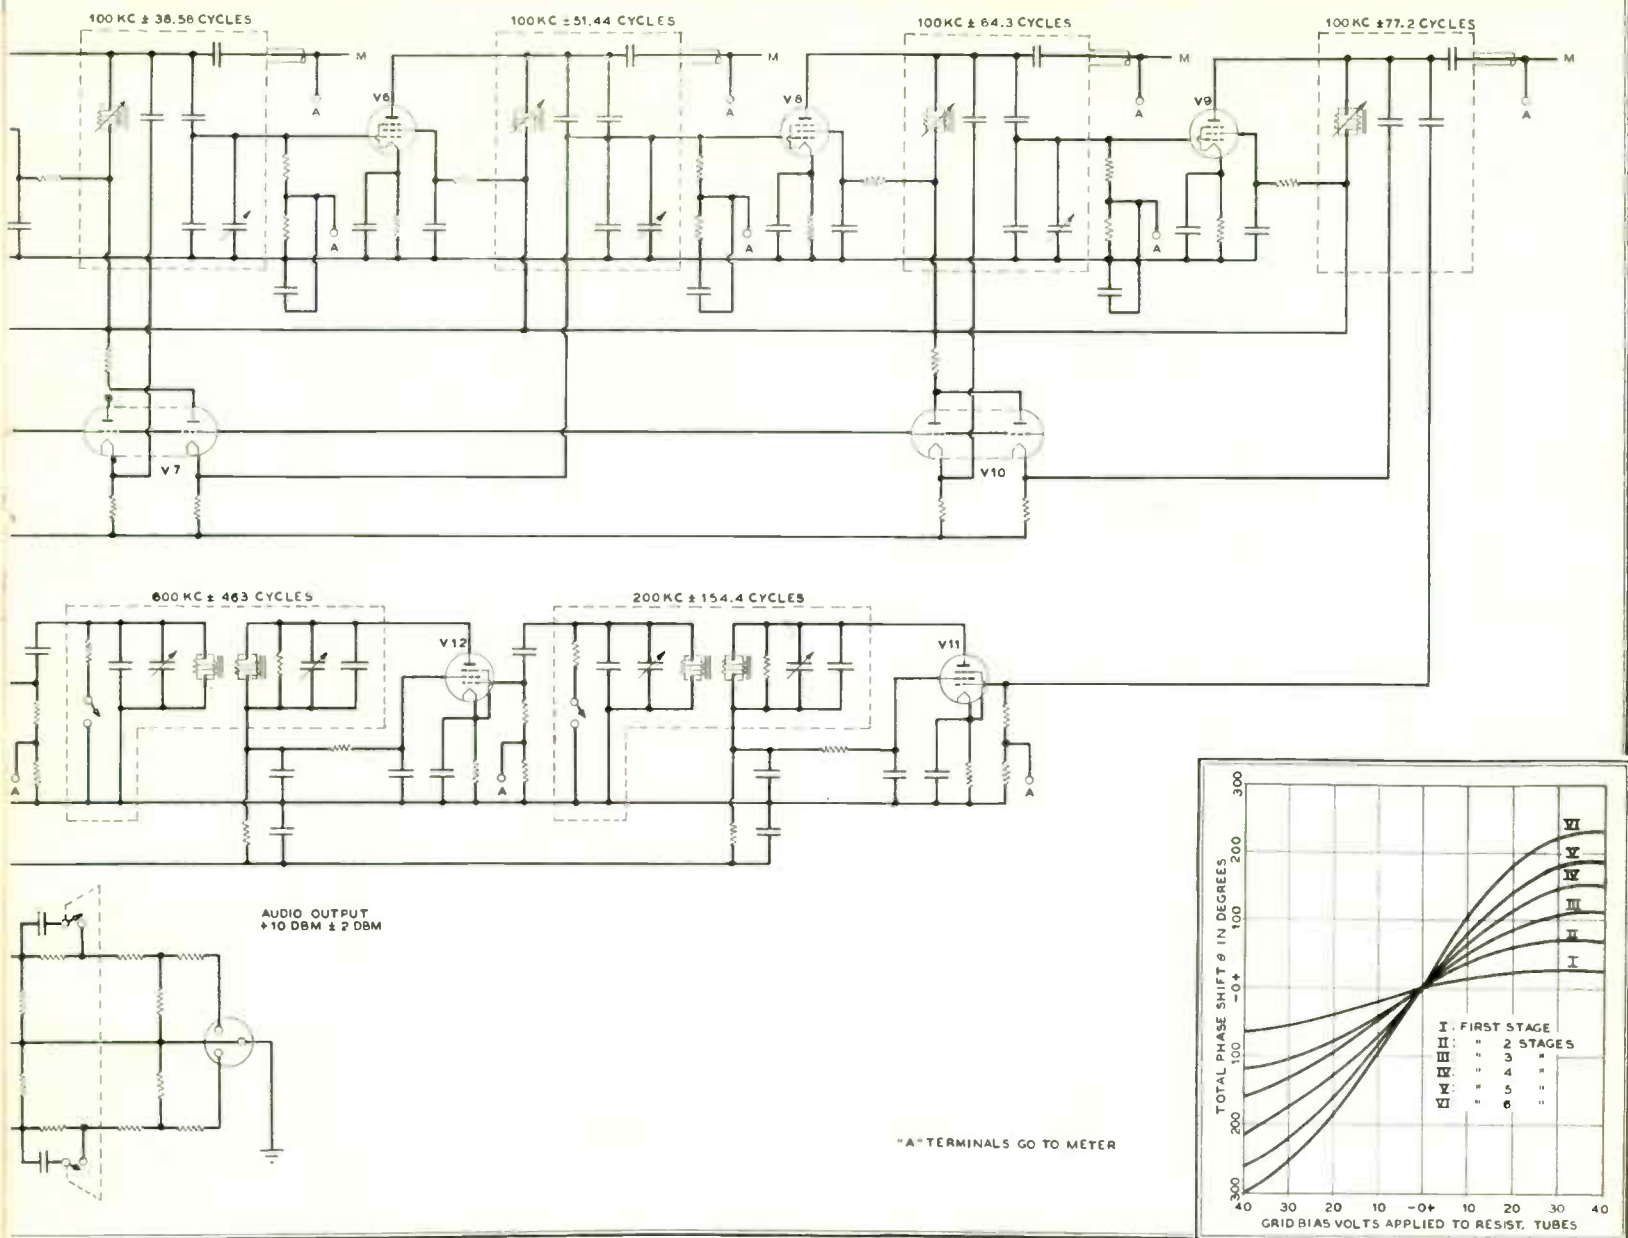 100 KC ± 38.58 CYCLES
100 KC ± 51.44 CYCLES
100 KC ± 64.3 CYCLES
100 KC ± 77.2 CYCLES
M
M
M
M
A
A
A
A
V6
V8
V9
A
A
A
V7
V10
600 KC ± 463 CYCLES
200 KC ± 154.4 CYCLES
V12
V11
A
A
A
AUDIO OUTPUT
+10 DBM ± 2 DBM
"A" TERMINALS GO TO METER
TOTAL PHASE SHIFT θ IN DEGREES
300
200
100
-0+
100
200
300
VI
V
IV
III
II
I
I . FIRST STAGE
II : " 2 STAGES
III " 3 "
IV . " 4 "
V : " 5 "
VI " 6 "
40 30 20 10 -0+ 10 20 30 40
GRID BIAS VOLTS APPLIED TO RESIST. TUBES